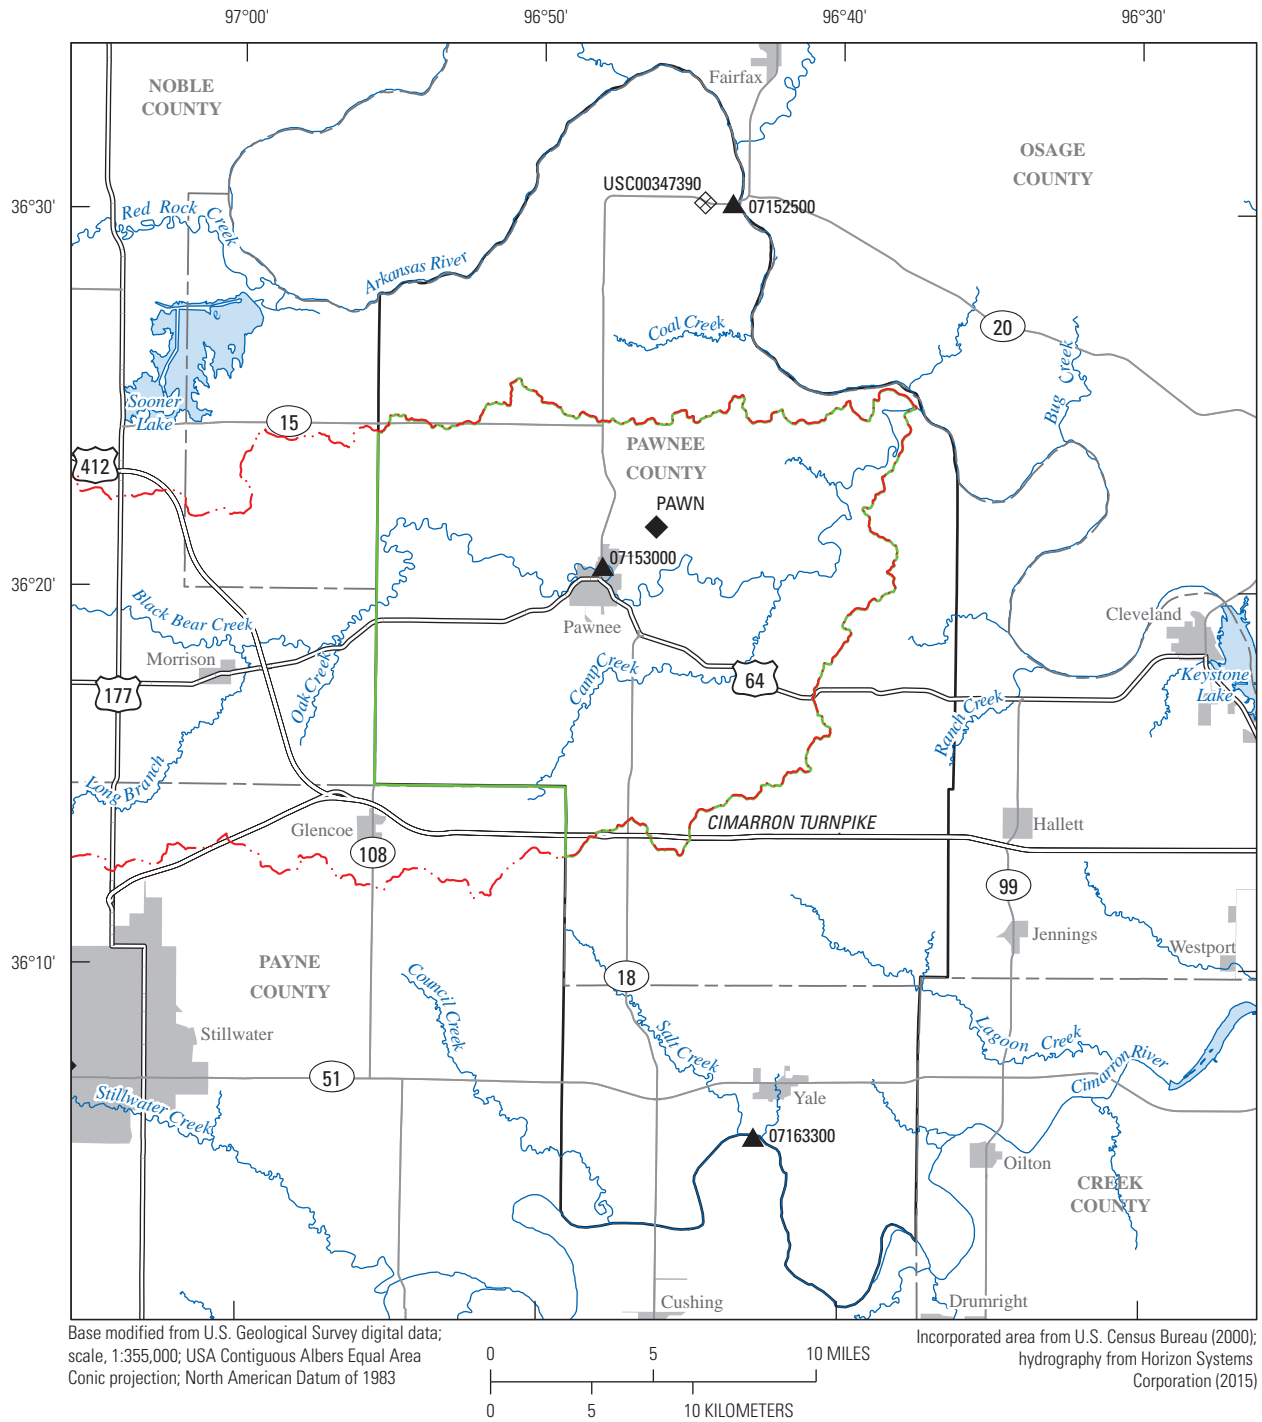 97°00'
96°50'
96°40'
96°30'
NOBLE
COUNTY
Fairfax
OSAGE
COUNTY
USC00347390
36°30'
Red Rock Creek
07152500
Arkansas River
Coal Creek
20
Bug Creek
Sooner
Lake
15
PAWNEE
COUNTY
412
PAWN
07153000
36°20'
Black Bear Creek
Cleveland
Pawnee
Morrison
Camp Creek
Keystone
Lake
64
177
Oak Creek
Ranch Creek
Long Branch
CIMARRON TURNPIKE
Glencoe
Hallett
108
99
Jennings
Westport
36°10'
PAYNE
COUNTY
18
Council Creek
Stillwater
Salt Creek
Lagoon Creek
Cimarron River
51
Stillwater Creek
Yale
07163300
Oilton
CREEK
COUNTY
Cushing
Drumright
Base modified from U.S. Geological Survey digital data;
scale, 1:355,000; USA Contiguous Albers Equal Area
Conic projection; North American Datum of 1983
0 5 10 MILES
0 5 10 KILOMETERS
Incorporated area from U.S. Census Bureau (2000);
hydrography from Horizon Systems
Corporation (2015)